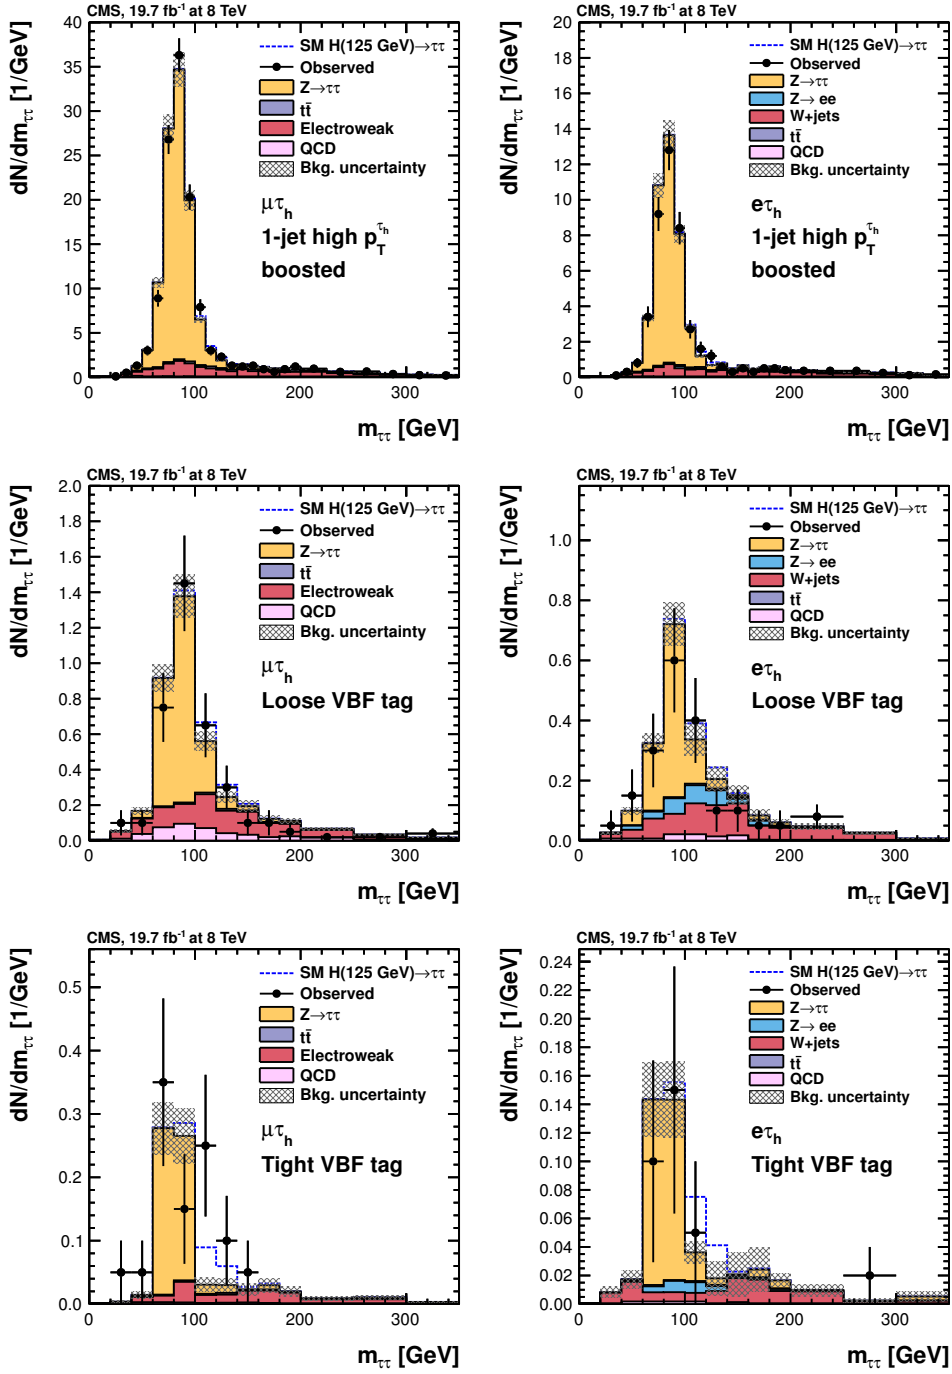 CMS, 19.7 fb⁻¹ at 8 TeV
dN/dm_ττ [1/GeV]
40
35
30
25
20
15
10
5
0
SM H(125 GeV)→ττ
Observed
Z→ττ
tt̄
Electroweak
QCD
Bkg. uncertainty
μτ_h
1-jet high p_T^τ_h
boosted
0 100 200 300
m_ττ [GeV]
CMS, 19.7 fb⁻¹ at 8 TeV
dN/dm_ττ [1/GeV]
20
18
16
14
12
10
8
6
4
2
0
SM H(125 GeV)→ττ
Observed
Z→ττ
Z→ ee
W+jets
tt̄
QCD
Bkg. uncertainty
eτ_h
1-jet high p_T^τ_h
boosted
0 100 200 300
m_ττ [GeV]
CMS, 19.7 fb⁻¹ at 8 TeV
dN/dm_ττ [1/GeV]
2.0
1.8
1.6
1.4
1.2
1.0
0.8
0.6
0.4
0.2
0.0
SM H(125 GeV)→ττ
Observed
Z→ττ
tt̄
Electroweak
QCD
Bkg. uncertainty
μτ_h
Loose VBF tag
0 100 200 300
m_ττ [GeV]
CMS, 19.7 fb⁻¹ at 8 TeV
dN/dm_ττ [1/GeV]
1.0
0.8
0.6
0.4
0.2
0.0
SM H(125 GeV)→ττ
Observed
Z→ττ
Z→ ee
W+jets
tt̄
QCD
Bkg. uncertainty
eτ_h
Loose VBF tag
0 100 200 300
m_ττ [GeV]
CMS, 19.7 fb⁻¹ at 8 TeV
dN/dm_ττ [1/GeV]
0.5
0.4
0.3
0.2
0.1
0.0
SM H(125 GeV)→ττ
Observed
Z→ττ
tt̄
Electroweak
QCD
Bkg. uncertainty
μτ_h
Tight VBF tag
0 100 200 300
m_ττ [GeV]
CMS, 19.7 fb⁻¹ at 8 TeV
dN/dm_ττ [1/GeV]
0.24
0.22
0.20
0.18
0.16
0.14
0.12
0.10
0.08
0.06
0.04
0.02
0.00
SM H(125 GeV)→ττ
Observed
Z→ττ
Z→ ee
W+jets
tt̄
QCD
Bkg. uncertainty
eτ_h
Tight VBF tag
0 100 200 300
m_ττ [GeV]